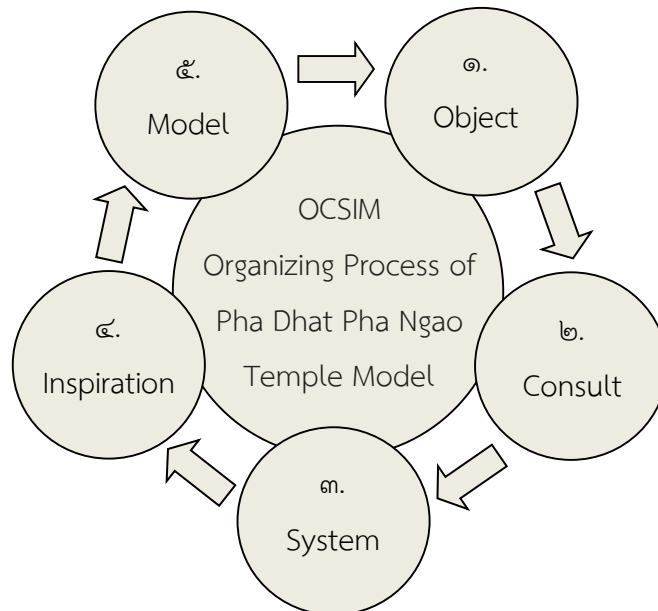 ๕.
Model
๑.
Object
OCSIM
Organizing Process of
Pha Dhat Pha Ngao
Temple Model
๔.
Inspiration
๒.
Consult
๓.
System